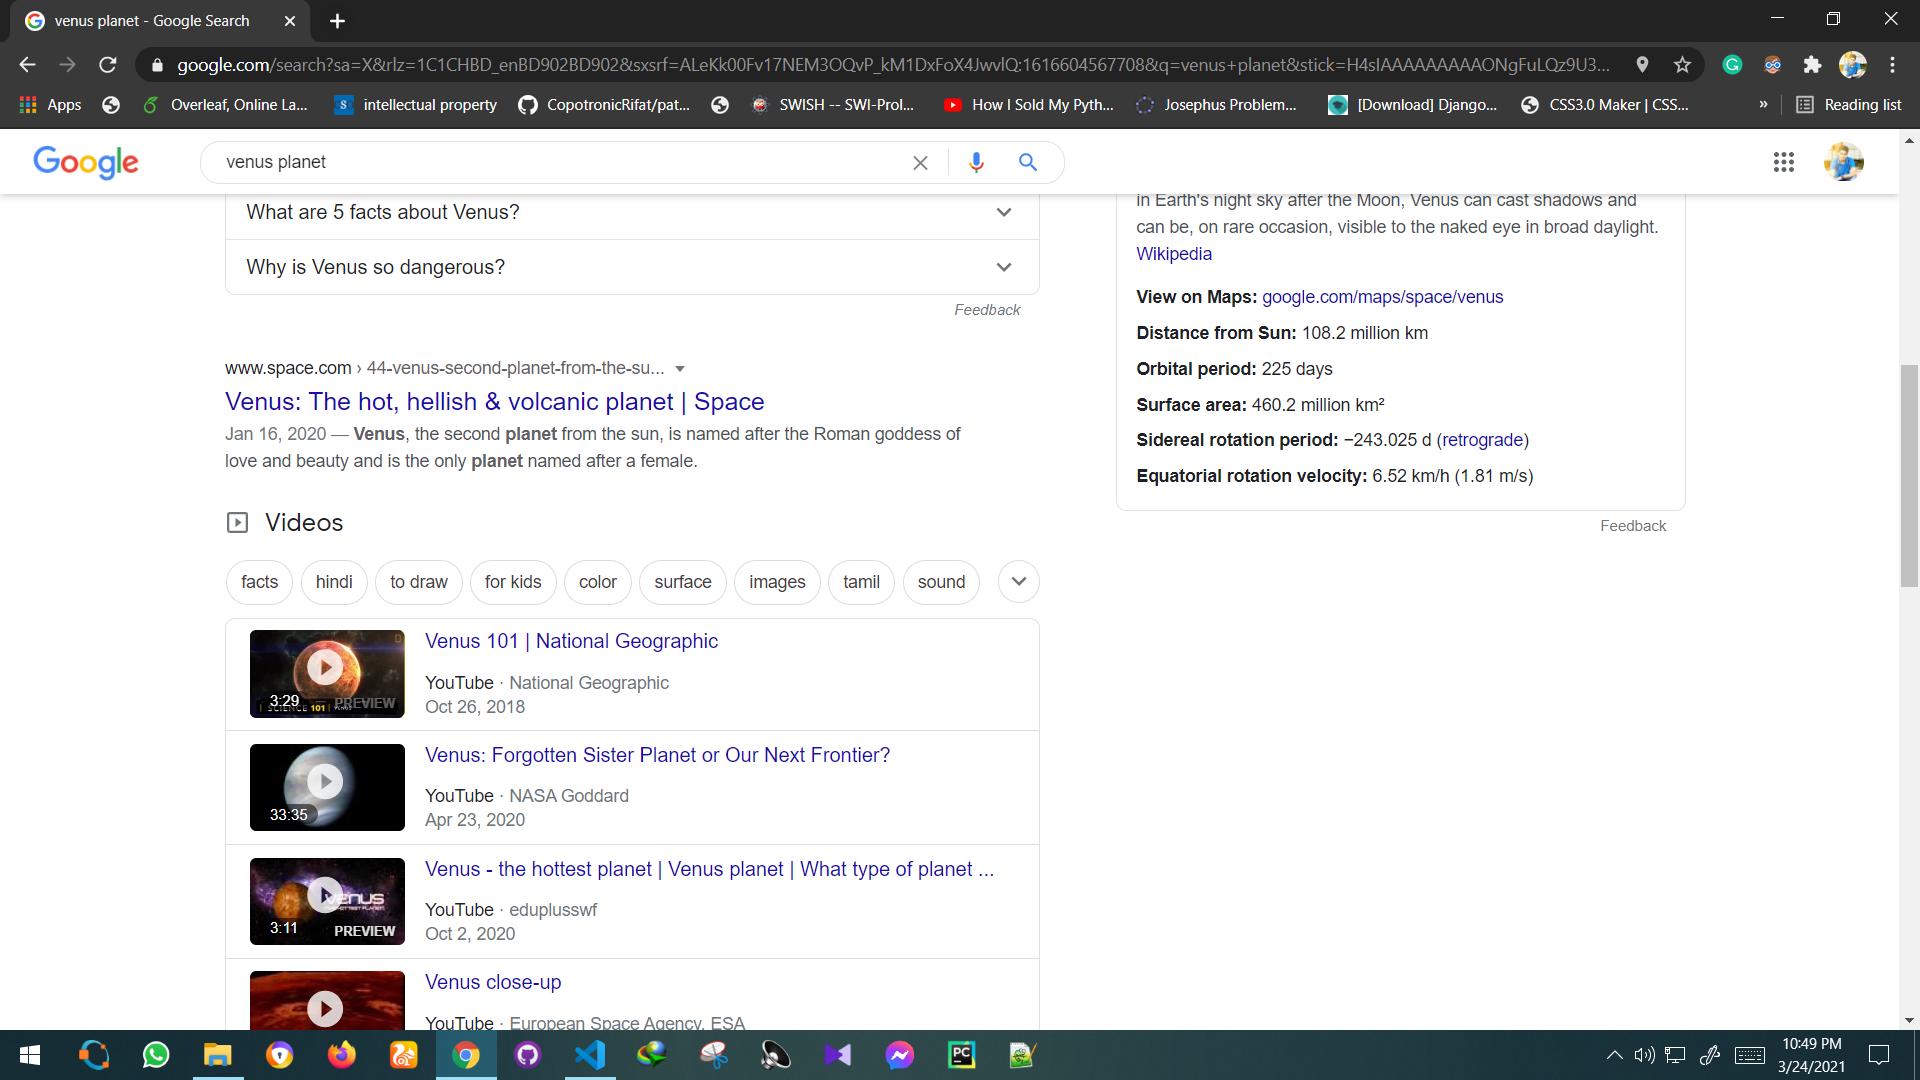 venus planet - Google Search
google.com/search?sa=X&rlz=1C1CHBD_enBD902BD902&sxsrf=ALeKk00Fv17NEM3OQvP_kM1DxFoX4JwvlQ:1616604567708&q=venus+planet&stick=H4sIAAAAAAAAAONgFuLQz9U3...
Apps
Overleaf, Online La...
intellectual property
CopotronicRifat/pat...
SWISH -- SWI-Prol...
How I Sold My Pyth...
Josephus Problem...
[Download] Django...
CSS3.0 Maker | CSS...
»
Reading list
Google
venus planet
What are 5 facts about Venus?
Why is Venus so dangerous?
Feedback
www.space.com › 44-venus-second-planet-from-the-su...
Venus: The hot, hellish & volcanic planet | Space
Jan 16, 2020 — Venus, the second planet from the sun, is named after the Roman goddess of
love and beauty and is the only planet named after a female.
Videos
facts
hindi
to draw
for kids
color
surface
images
tamil
sound
3:29
PREVIEW
SCIENCE 101 | VENUS
Venus 101 | National Geographic
YouTube · National Geographic
Oct 26, 2018
33:35
Venus: Forgotten Sister Planet or Our Next Frontier?
YouTube · NASA Goddard
Apr 23, 2020
VENUS
THE HOTTEST PLANET
3:11
PREVIEW
Venus - the hottest planet | Venus planet | What type of planet ...
YouTube · eduplusswf
Oct 2, 2020
Venus close-up
YouTube · European Space Agency, ESA
in Earth's night sky after the Moon, Venus can cast shadows and
can be, on rare occasion, visible to the naked eye in broad daylight.
Wikipedia
View on Maps: google.com/maps/space/venus
Distance from Sun: 108.2 million km
Orbital period: 225 days
Surface area: 460.2 million km²
Sidereal rotation period: −243.025 d (retrograde)
Equatorial rotation velocity: 6.52 km/h (1.81 m/s)
Feedback
PC
10:49 PM
3/24/2021